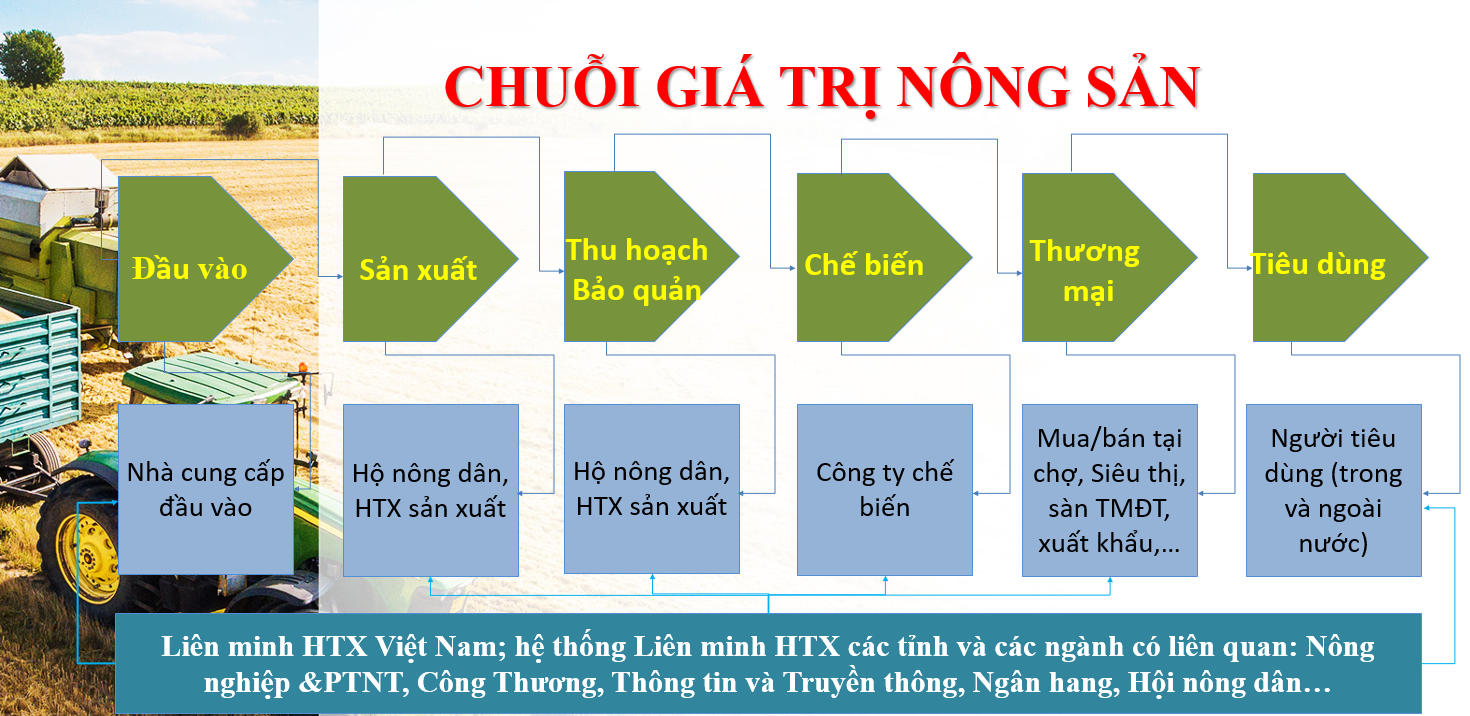 CHUỖI GIÁ TRỊ NÔNG SẢN
Đầu vào
Sản xuất
Thu hoạch
Bảo quản
Chế biến
Thương
mại
Tiêu dùng
Nhà cung cấp
đầu vào
Hộ nông dân,
HTX sản xuất
Hộ nông dân,
HTX sản xuất
Công ty chế
biến
Mua/bán tại
chợ, Siêu thị,
sàn TMĐT,
xuất khẩu,…
Người tiêu
dùng (trong
và ngoài
nước)
Liên minh HTX Việt Nam; hệ thống Liên minh HTX các tỉnh và các ngành có liên quan: Nông
nghiệp &PTNT, Công Thương, Thông tin và Truyền thông, Ngân hang, Hội nông dân…